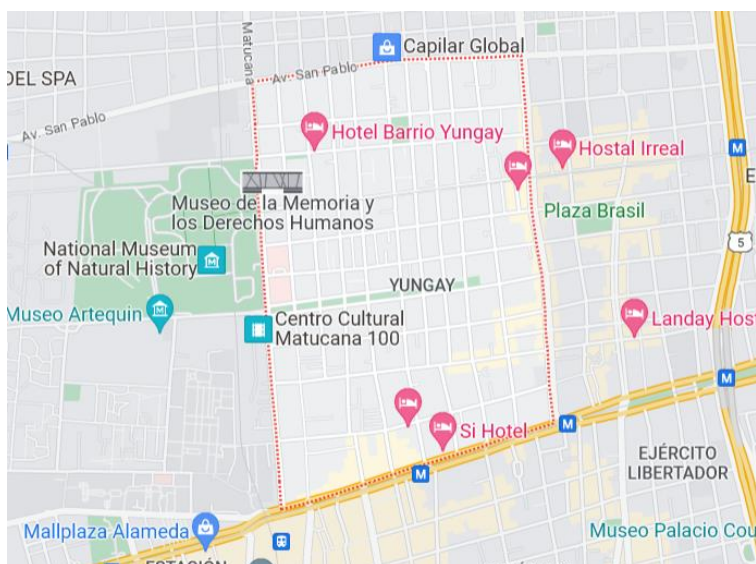 Matucana
Capilar Global
DEL SPA
Av. San Pablo
Av. San Pablo
Hotel Barrio Yungay
Hostal Irreal
M
E
Museo de la Memoria y
los Derechos Humanos
Plaza Brasil
5
National Museum
of Natural History
M
YUNGAY
Museo Artequin
M
Centro Cultural
Matucana 100
Landay Host
M
Si Hotel
M
EJÉRCITO
LIBERTADOR
M
Mallplaza Alameda
Museo Palacio Cou
ESTACIÓN